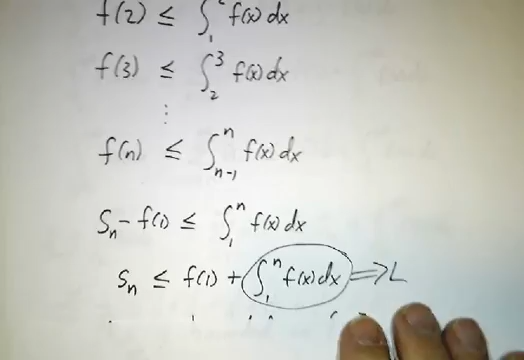 f(2) ≤ ∫₁² f(x) dx
f(3) ≤ ∫₂³ f(x) dx
⋮
f(n) ≤ ∫ₙ₋₁ⁿ f(x) dx
Sₙ - f(1) ≤ ∫₁ⁿ f(x) dx
Sₙ ≤ f(1) + ∫₁ⁿ f(x) dx ⇒ L